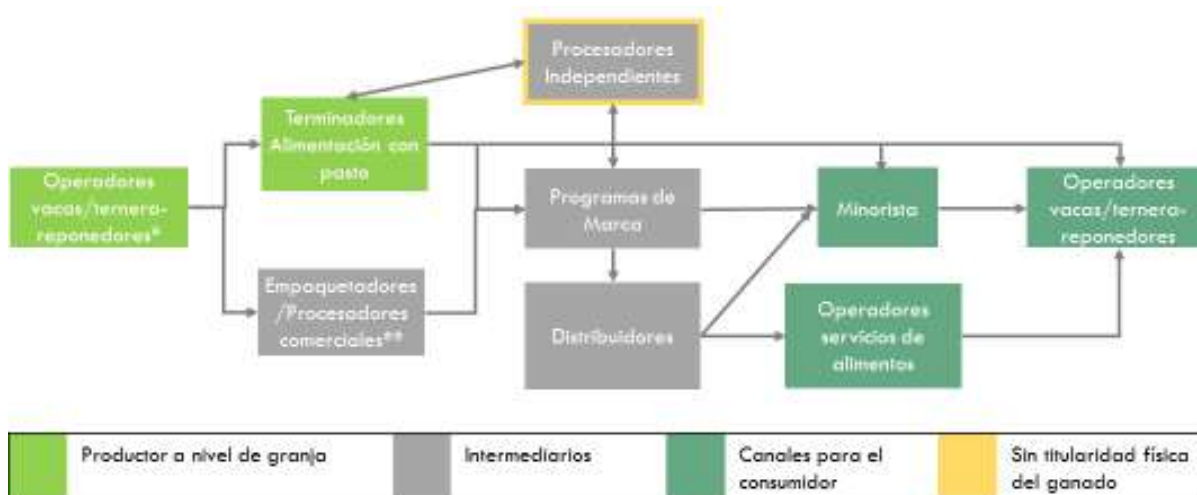 Procesadores
Independientes
Terminadores
Alimentación con
pasto
Operadores
vacas/ternera-
reponedores*
Programas de
Marca
Minorista
Operadores
vacas/ternera-
reponedores
Empaquetadores
/Procesadores
comerciales**
Distribuidores
Operadores
servicios de
alimentos
Productor a nivel de granja
Intermediarios
Canales para el
consumidor
Sin titularidad física
del ganado